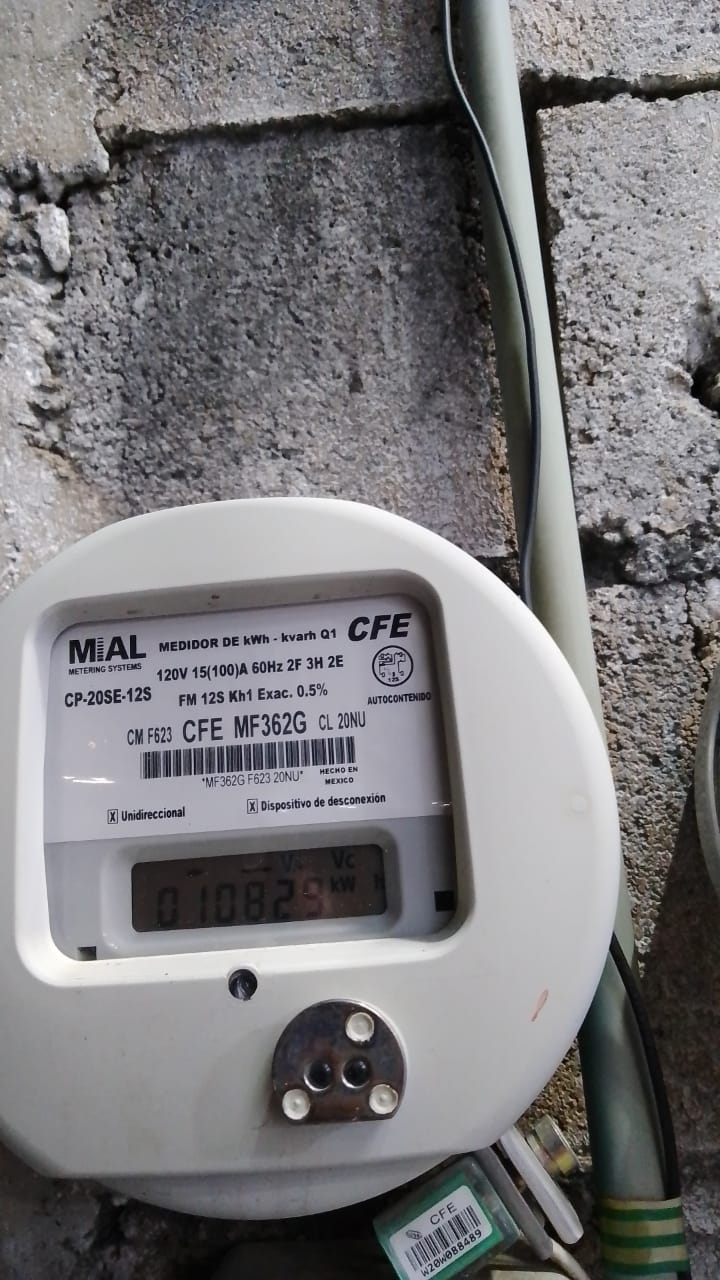 MIAL
METERING SYSTEMS
MEDIDOR DE kWh - kvarh Q1
CFE
120V 15(100)A 60Hz 2F 3H 2E
CP-20SE-12S
FM 12S Kh1 Exac. 0.5%
12S
AUTOCONTENIDO
CM F623 CFE MF362G CL 20NU
*MF362G F623 20NU*
HECHO EN
MEXICO
X Unidireccional
X Dispositivo de desconexión
Vc
010829 kW h
CFE
W20W088489